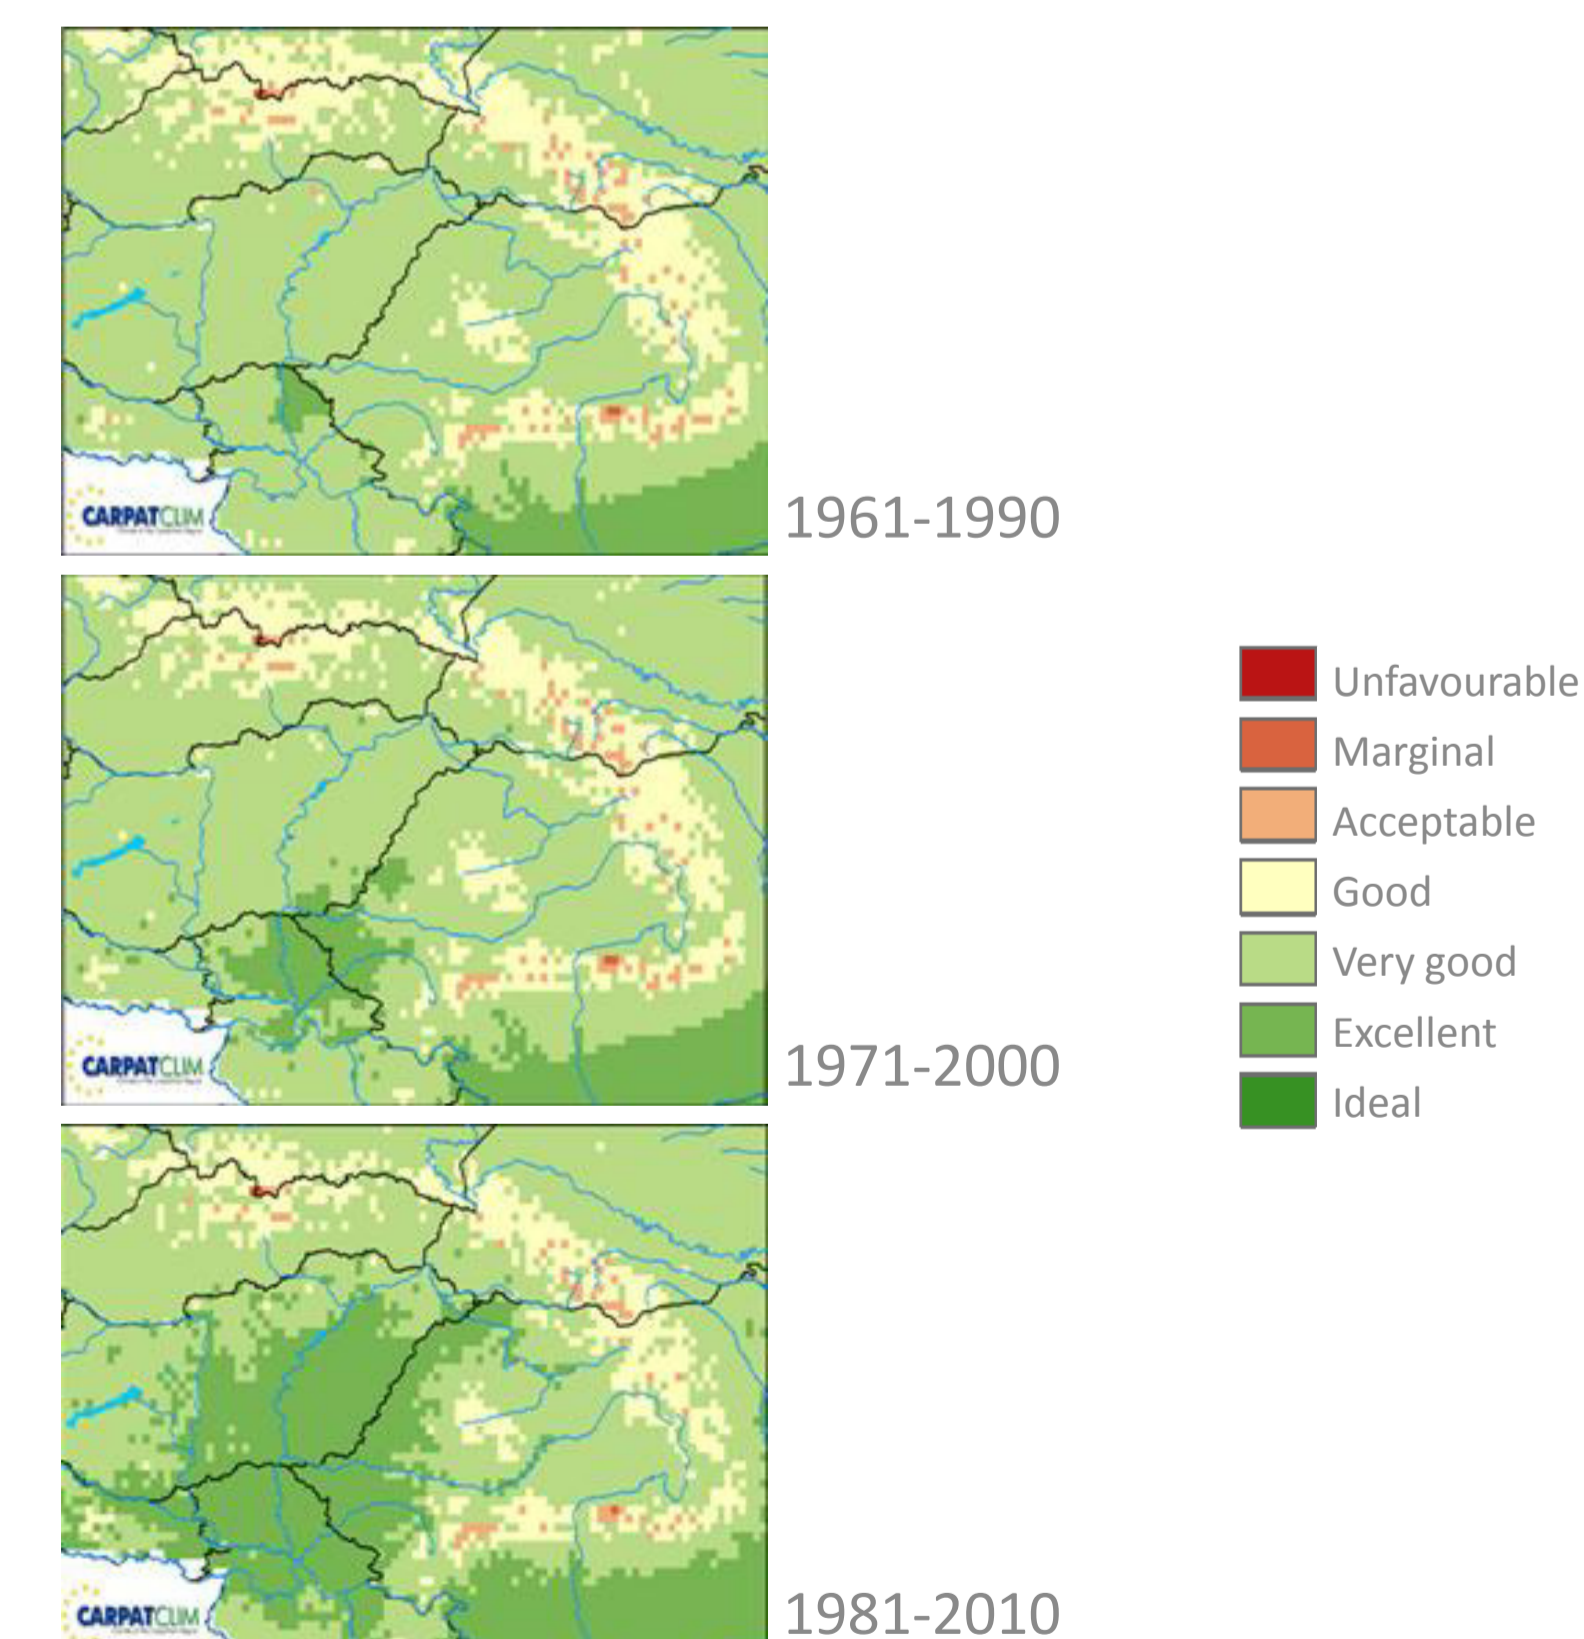 CARPATCLIM
1961-1990
CARPATCLIM
1971-2000
CARPATCLIM
1981-2010
Unfavourable
Marginal
Acceptable
Good
Very good
Excellent
Ideal